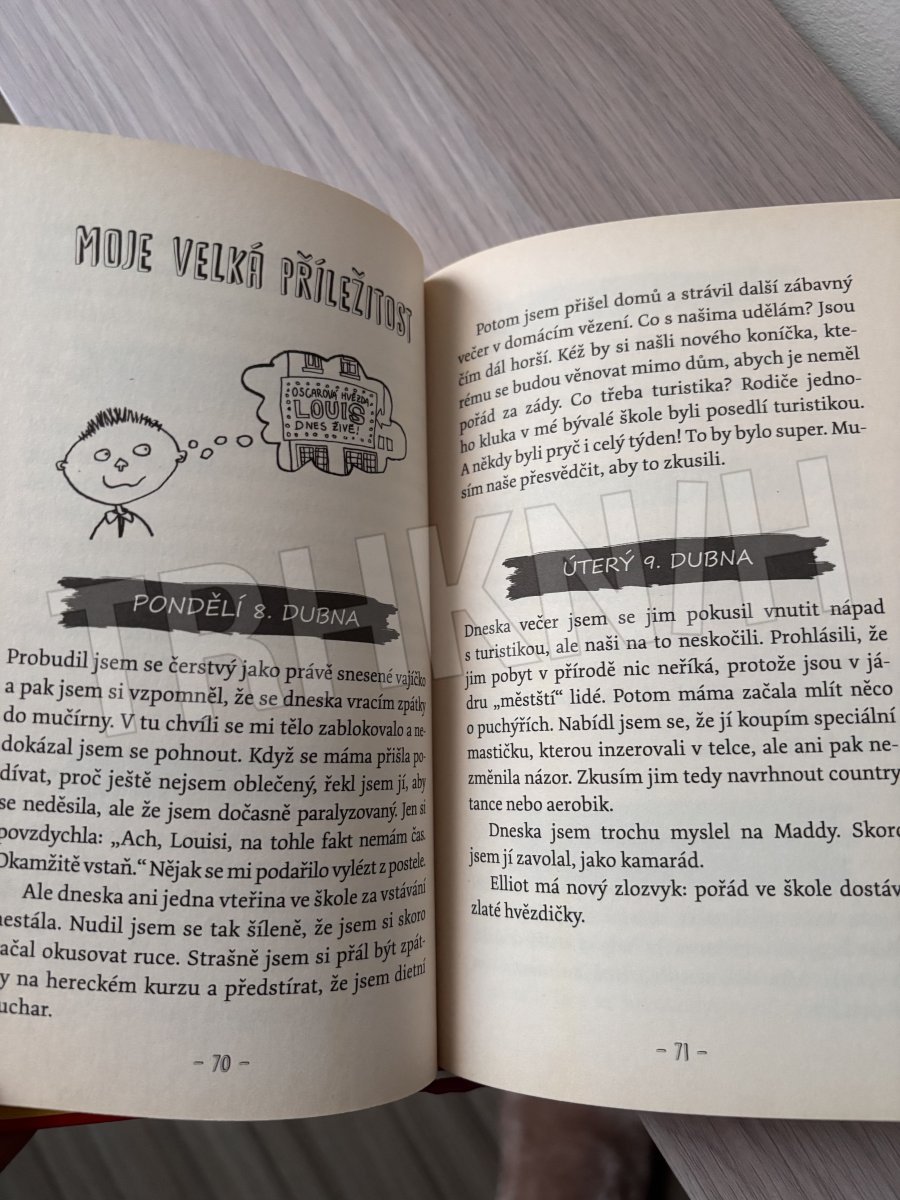 MOJE VELKÁ PŘÍLEŽITOST
OSCAROVÁ HVĚZDA
LOUIS
DNES ŽIVĚ!
PONDĚLÍ 8. DUBNA
Probudil jsem se čerstvý jako právě snesené vajíčko
a pak jsem si vzpomněl, že se dneska vracím zpátky
do mučírny. V tu chvíli se mi tělo zablokovalo a ne-
dokázal jsem se pohnout. Když se máma přišla po-
dívat, proč ještě nejsem oblečený, řekl jsem jí, aby
se neděsila, ale že jsem dočasně paralyzovaný. Jen si
povzdychla: „Ach, Louisi, na tohle fakt nemám čas.
Okamžitě vstaň.“ Nějak se mi podařilo vylézt z postele.
Ale dneska ani jedna vteřina ve škole za vstávání
nestála. Nudil jsem se tak šíleně, že jsem si skoro
ačal okusovat ruce. Strašně jsem si přál být zpát-
y na hereckém kurzu a předstírat, že jsem dietní
uchar.
– 70 –
Potom jsem přišel domů a strávil další zábavný
večer v domácím vězení. Co s našima udělám? Jsou
čím dál horší. Kéž by si našli nového koníčka, kte-
rému se budou věnovat mimo dům, abych je neměl
pořád za zády. Co třeba turistika? Rodiče jedno-
ho kluka v mé bývalé škole byli posedlí turistikou.
A někdy byli pryč i celý týden! To by bylo super. Mu-
sím naše přesvědčit, aby to zkusili.
ÚTERÝ 9. DUBNA
Dneska večer jsem se jim pokusil vnutit nápad
s turistikou, ale naši na to neskočili. Prohlásili, že
jim pobyt v přírodě nic neříká, protože jsou v já-
dru „městští“ lidé. Potom máma začala mlít něco
o puchýřích. Nabídl jsem se, že jí koupím speciální
mastičku, kterou inzerovali v telce, ale ani pak ne-
změnila názor. Zkusím jim tedy navrhnout country
tance nebo aerobik.
Dneska jsem trochu myslel na Maddy. Skoro
jsem jí zavolal, jako kamarád.
Elliot má nový zlozvyk: pořád ve škole dostáv
zlaté hvězdičky.
– 71 –
TRHKNIH